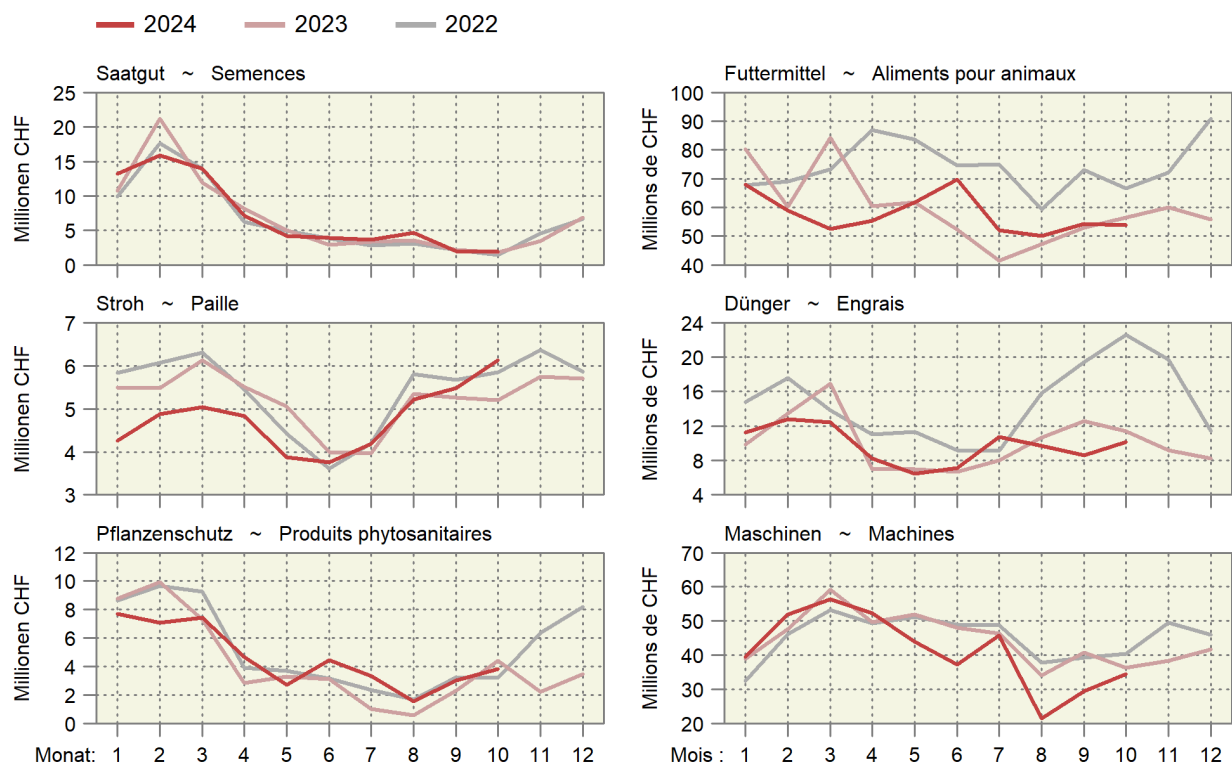 2024 2023 2022
Saatgut ~ Semences
Millionen CHF
25
20
15
10
5
0
Futtermittel ~ Aliments pour animaux
Millions de CHF
100
90
80
70
60
50
40
Stroh ~ Paille
Millionen CHF
7
6
5
4
3
Dünger ~ Engrais
Millions de CHF
24
20
16
12
8
4
Pflanzenschutz ~ Produits phytosanitaires
Millionen CHF
12
10
8
6
4
2
0
Monat: 1 2 3 4 5 6 7 8 9 10 11 12
Maschinen ~ Machines
Millions de CHF
70
60
50
40
30
20
Mois : 1 2 3 4 5 6 7 8 9 10 11 12